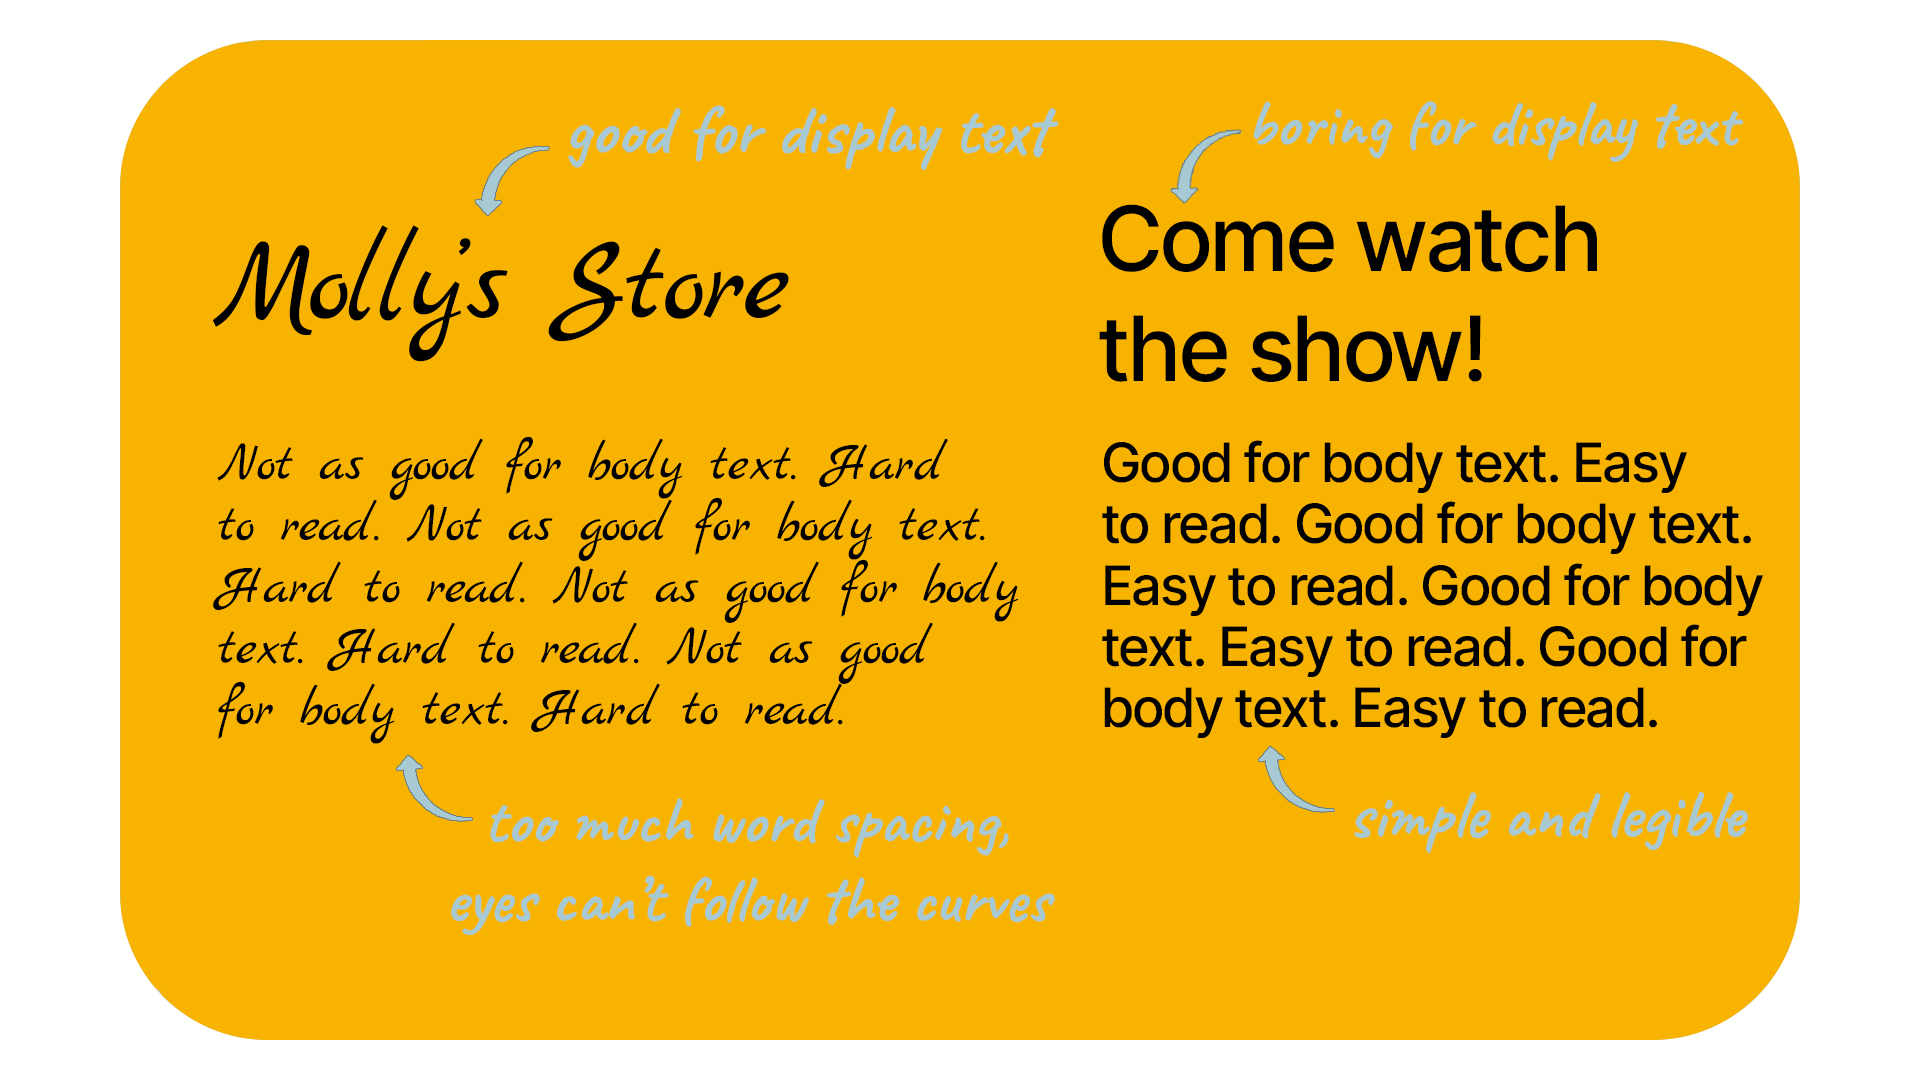 good for display text
Molly's Store
Not as good for body text. Hard
to read. Not as good for body text.
Hard to read. Not as good for body
text. Hard to read. Not as good
for body text. Hard to read.
too much word spacing,
eyes can't follow the curves
boring for display text
Come watch
the show!
Good for body text. Easy
to read. Good for body text.
Easy to read. Good for body
text. Easy to read. Good for
body text. Easy to read.
simple and legible